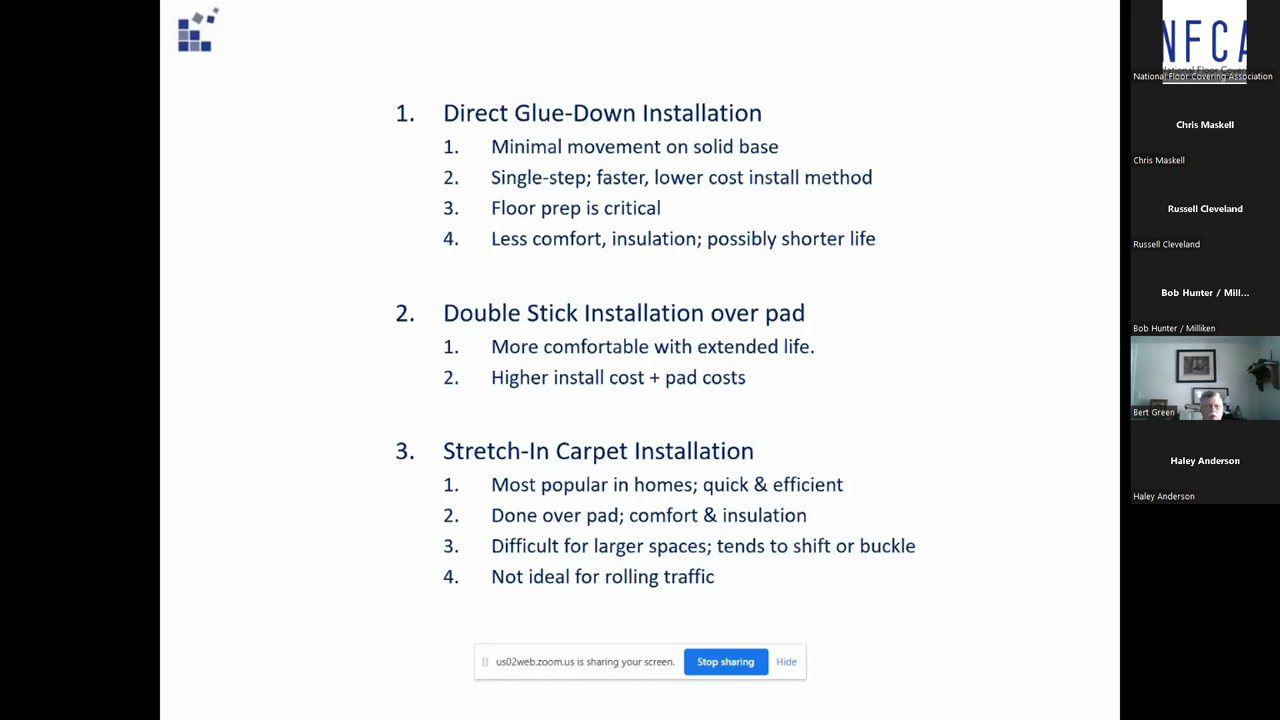 1. Direct Glue-Down Installation
1. Minimal movement on solid base
2. Single-step; faster, lower cost install method
3. Floor prep is critical
4. Less comfort, insulation; possibly shorter life
2. Double Stick Installation over pad
1. More comfortable with extended life.
2. Higher install cost + pad costs
3. Stretch-In Carpet Installation
1. Most popular in homes; quick & efficient
2. Done over pad; comfort & insulation
3. Difficult for larger spaces; tends to shift or buckle
4. Not ideal for rolling traffic
us02web.zoom.us is sharing your screen.
Stop sharing
Hide
NFCA
National Floor Covering Association
Chris Maskell
Chris Maskell
Russell Cleveland
Russell Cleveland
Bob Hunter / Mill...
Bob Hunter / Milliken
Bert Green
Haley Anderson
Haley Anderson